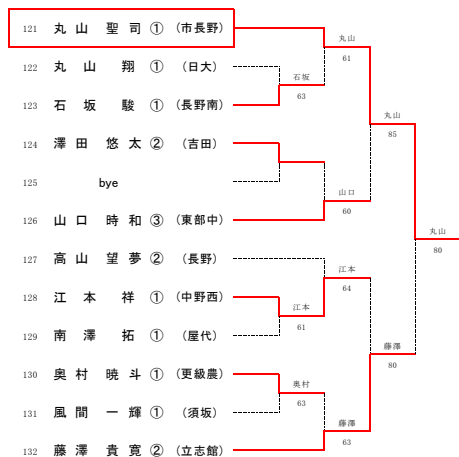 121 丸山 聖司 ① (市長野)
丸山
61
122 丸山 翔 ① (日大)
石坂
63
123 石坂 駿 ① (長野南)
丸山
85
124 澤田 悠太 ② (吉田)
125 bye
山口
60
126 山口 時和 ③ (東部中)
丸山
80
127 高山 望夢 ② (長野)
江本
64
128 江本 祥 ① (中野西)
江本
61
129 南澤 拓 ① (屋代)
藤澤
80
130 奥村 暁斗 ① (更級農)
奥村
63
131 風間 一輝 ① (須坂)
藤澤
63
132 藤澤 貴寛 ② (立志館)